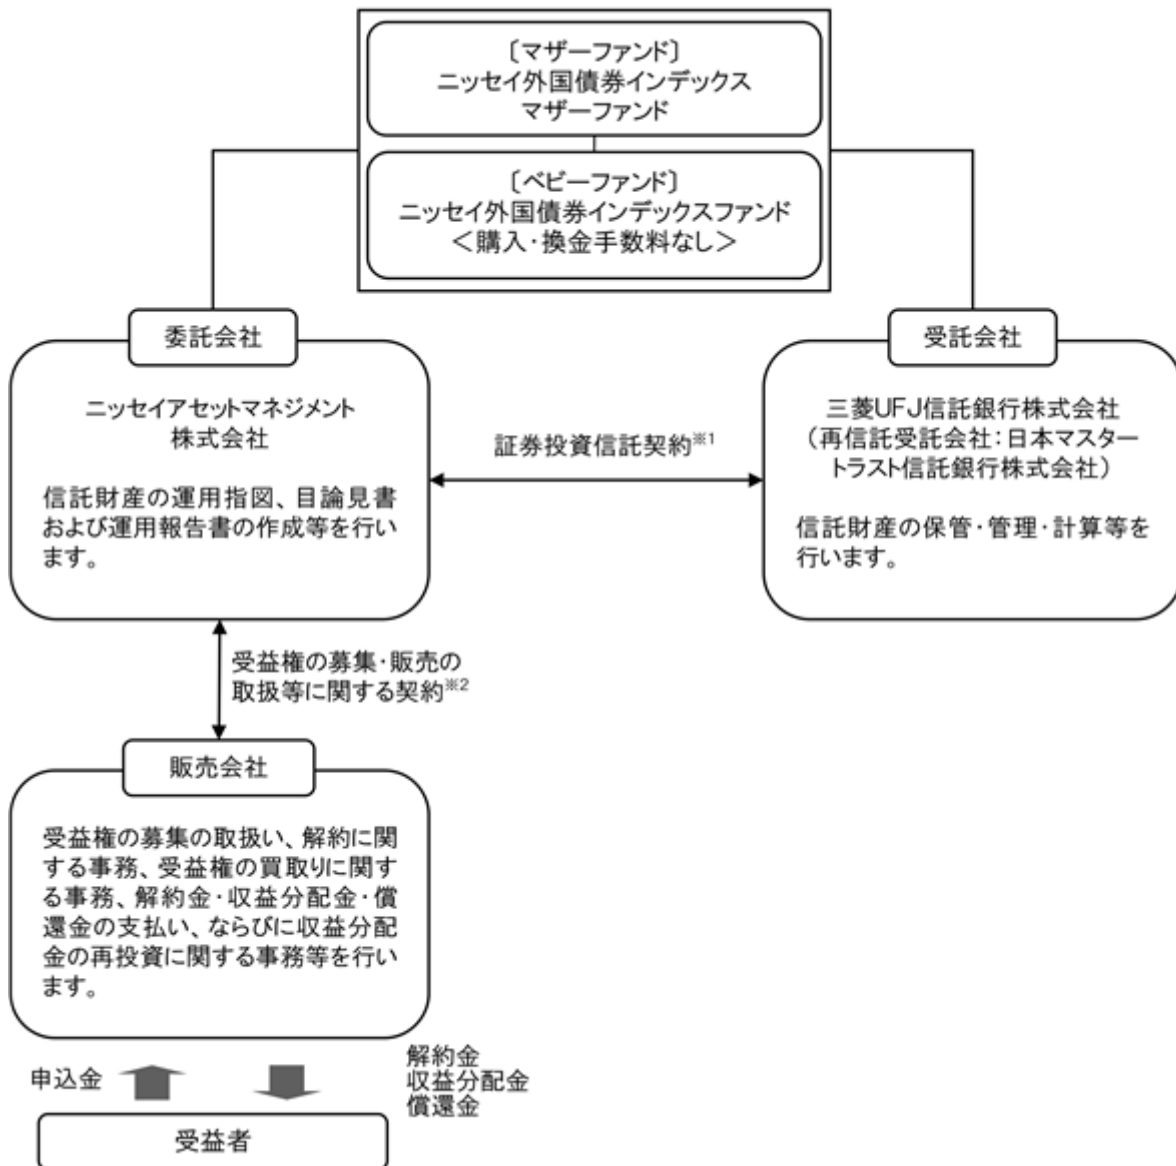 〔マザーファンド〕
ニッセイ外国債券インデックス
マザーファンド
〔ベビーファンド〕
ニッセイ外国債券インデックスファンド
＜購入・換金手数料なし＞
委託会社
ニッセイアセットマネジメント
株式会社
信託財産の運用指図、目論見書
および運用報告書の作成等を行い
ます。
証券投資信託契約※1
受託会社
三菱UFJ信託銀行株式会社
（再信託受託会社：日本マスター
トラスト信託銀行株式会社）
信託財産の保管・管理・計算等を
行います。
受益権の募集・販売の
取扱等に関する契約※2
販売会社
受益権の募集の取扱い、解約に関
する事務、受益権の買取りに関す
る事務、解約金・収益分配金・償
還金の支払い、ならびに収益分配
金の再投資に関する事務等を行い
ます。
申込金
解約金
収益分配金
償還金
受益者